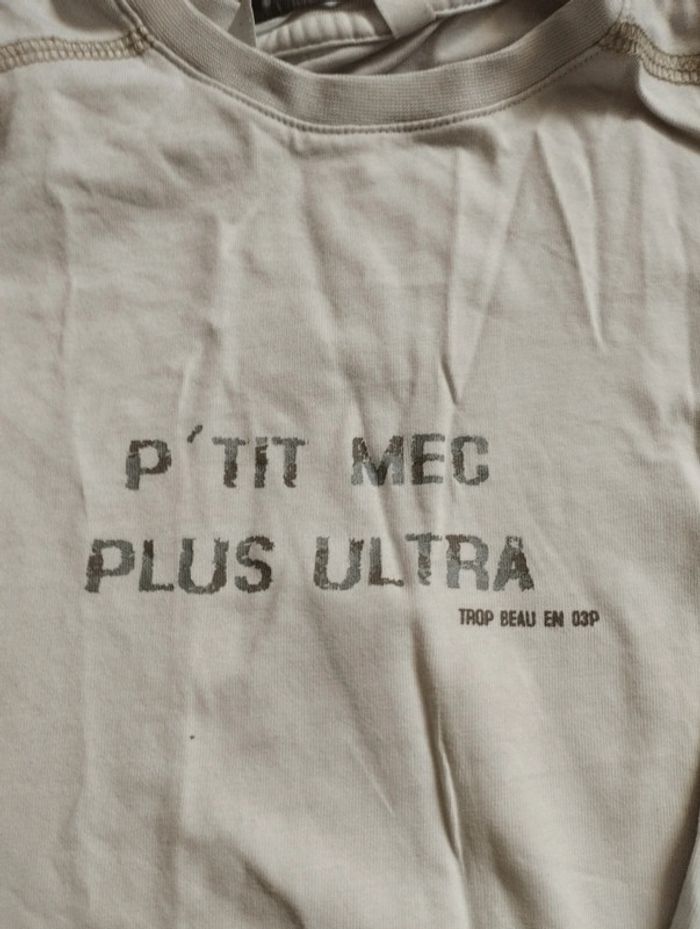 P´TIT MEC
PLUS ULTRA
TROP BEAU EN 03P